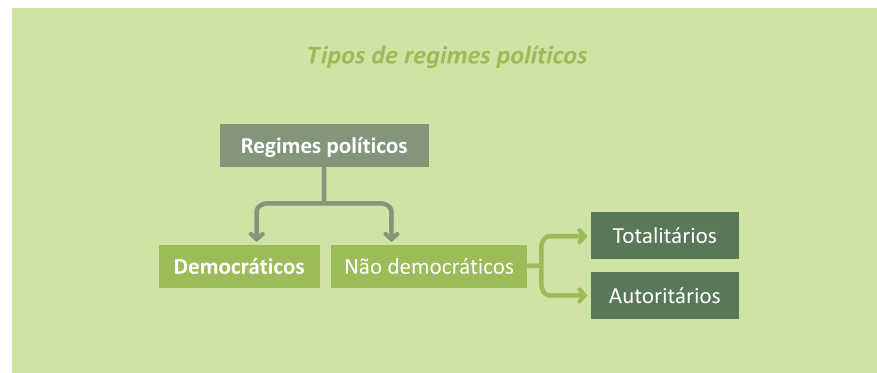 Tipos de regimes políticos
Regimes políticos
Democráticos
Não democráticos
Totalitários
Autoritários